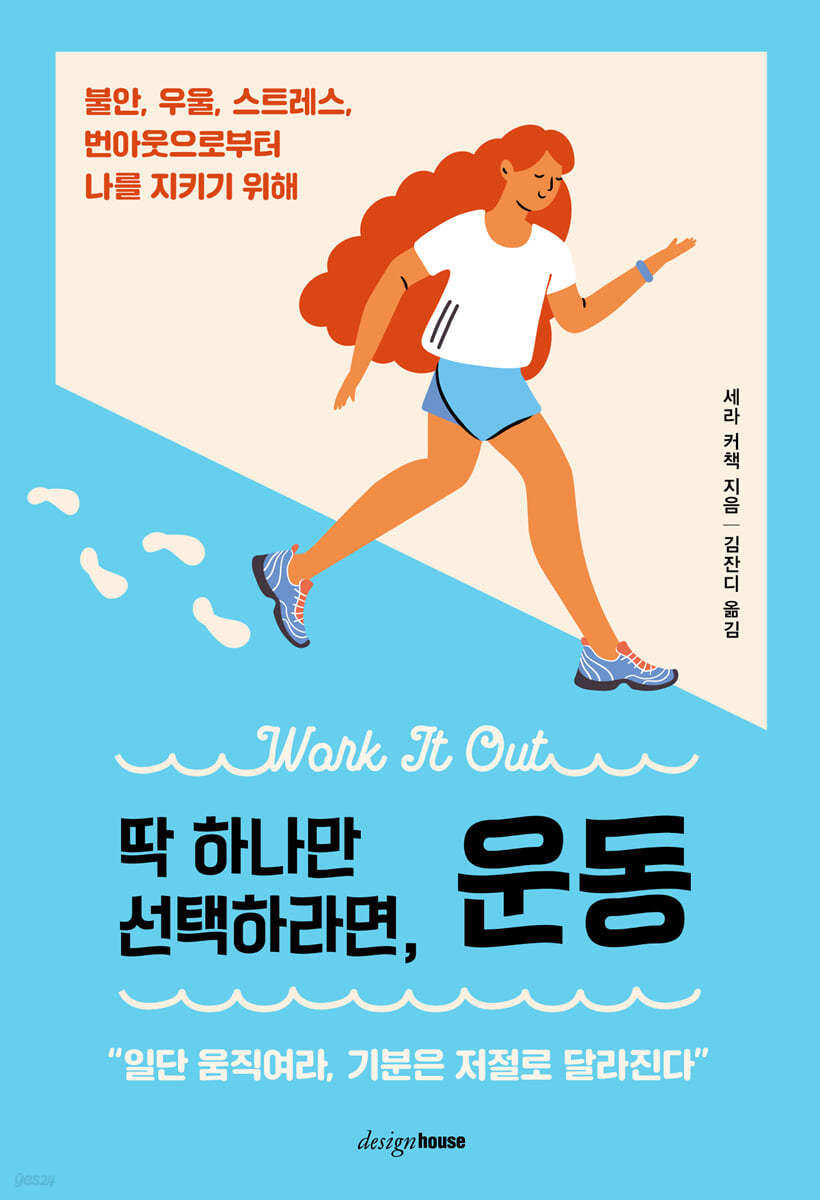 불안, 우울, 스트레스,
번아웃으로부터
나를 지키기 위해
세라 커책 지음 | 김잔디 옮김
Work It Out
딱 하나만
선택하라면,
운동
“일단 움직여라, 기분은 저절로 달라진다”
designhouse
yes24